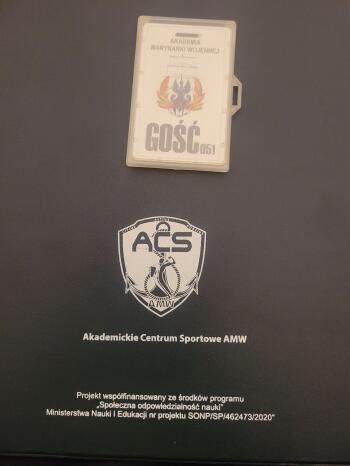 AKADEMIA
MARYNARKI WOJENNEJ
GOŚĆ 051
ACS
AMW
Akademickie Centrum Sportowe AMW
Projekt współfinansowany ze środków programu
„Społeczna odpowiedzialność nauki”
Ministerstwa Nauki i Edukacji nr projektu SONP/SP/462473/2020"